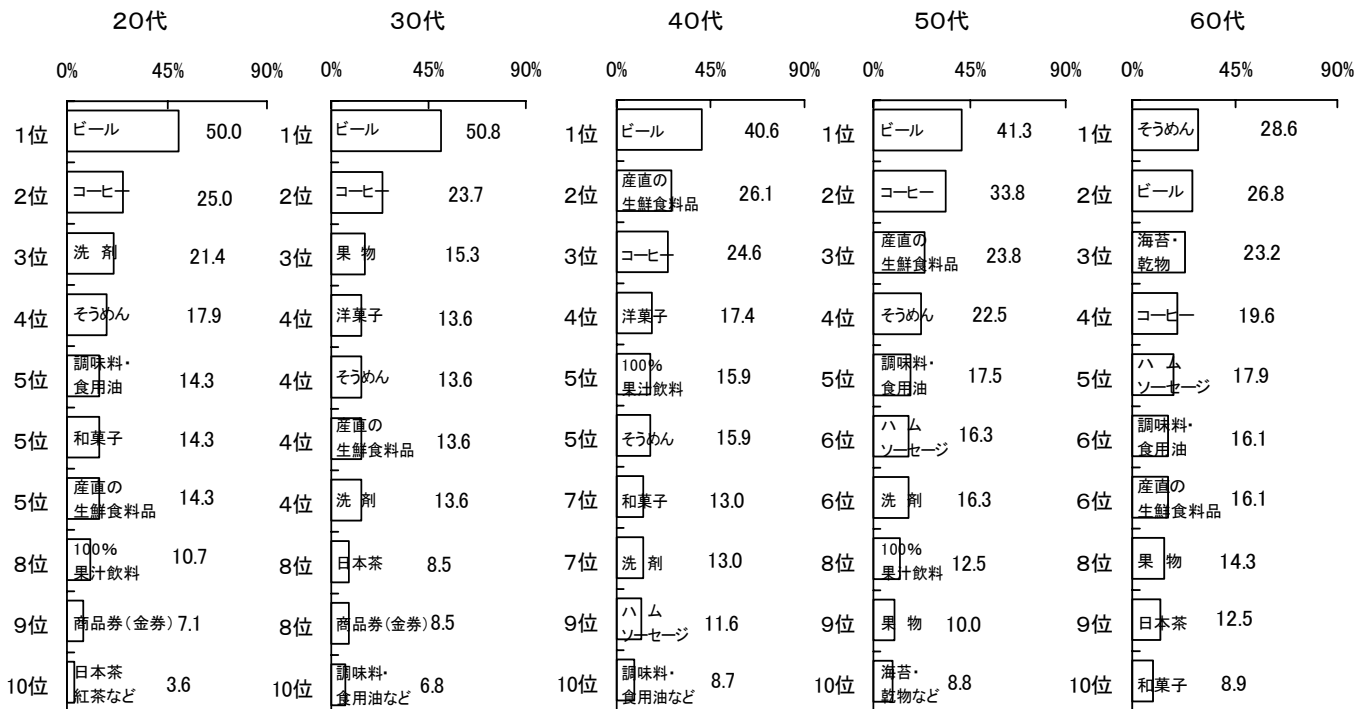 20代
0% 45% 90%
1位 ビール 50.0
2位 コーヒー 25.0
3位 洗 剤 21.4
4位 そうめん 17.9
5位 調味料・
食用油 14.3
5位 和菓子 14.3
5位 産直の
生鮮食料品 14.3
8位 100%
果汁飲料 10.7
9位 商品券(金券) 7.1
10位 日本茶
紅茶など 3.6
30代
0% 45% 90%
1位 ビール 50.8
2位 コーヒー 23.7
3位 果 物 15.3
4位 洋菓子 13.6
4位 そうめん 13.6
4位 産直の
生鮮食料品 13.6
4位 洗 剤 13.6
8位 日本茶 8.5
8位 商品券(金券) 8.5
10位 調味料・
食用油など 6.8
40代
0% 45% 90%
1位 ビール 40.6
2位 産直の
生鮮食料品 26.1
3位 コーヒー 24.6
4位 洋菓子 17.4
5位 100%
果汁飲料 15.9
5位 そうめん 15.9
7位 和菓子 13.0
7位 洗 剤 13.0
9位 ハ ム
ソーセージ 11.6
10位 調味料・
食用油など 8.7
50代
0% 45% 90%
1位 ビール 41.3
2位 コーヒー 33.8
3位 産直の
生鮮食料品 23.8
4位 そうめん 22.5
5位 調味料・
食用油 17.5
6位 ハ ム
ソーセージ 16.3
6位 洗 剤 16.3
8位 100%
果汁飲料 12.5
9位 果 物 10.0
10位 海苔・
乾物など 8.8
60代
0% 45% 90%
1位 そうめん 28.6
2位 ビール 26.8
3位 海苔・
乾物 23.2
4位 コーヒー 19.6
5位 ハ ム
ソーセージ 17.9
6位 調味料・
食用油 16.1
6位 産直の
生鮮食料品 16.1
8位 果 物 14.3
9位 日本茶 12.5
10位 和菓子 8.9